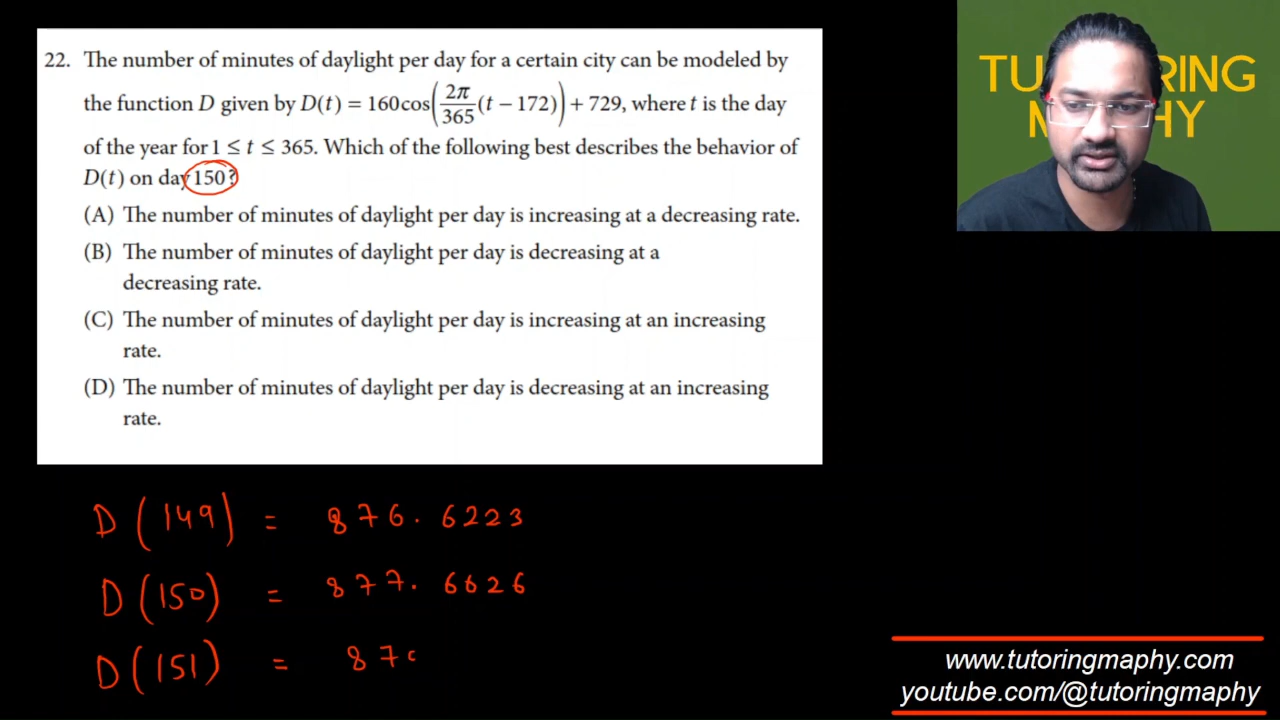 22. The number of minutes of daylight per day for a certain city can be modeled by
the function D given by D(t) = 160cos(2π/365(t − 172)) + 729, where t is the day
of the year for 1 ≤ t ≤ 365. Which of the following best describes the behavior of
D(t) on day 150?
(A) The number of minutes of daylight per day is increasing at a decreasing rate.
(B) The number of minutes of daylight per day is decreasing at a
decreasing rate.
(C) The number of minutes of daylight per day is increasing at an increasing
rate.
(D) The number of minutes of daylight per day is decreasing at an increasing
rate.
D(149) = 876.6223
D(150) = 877.6626
D(151) = 87
www.tutoringmaphy.com
youtube.com/@tutoringmaphy